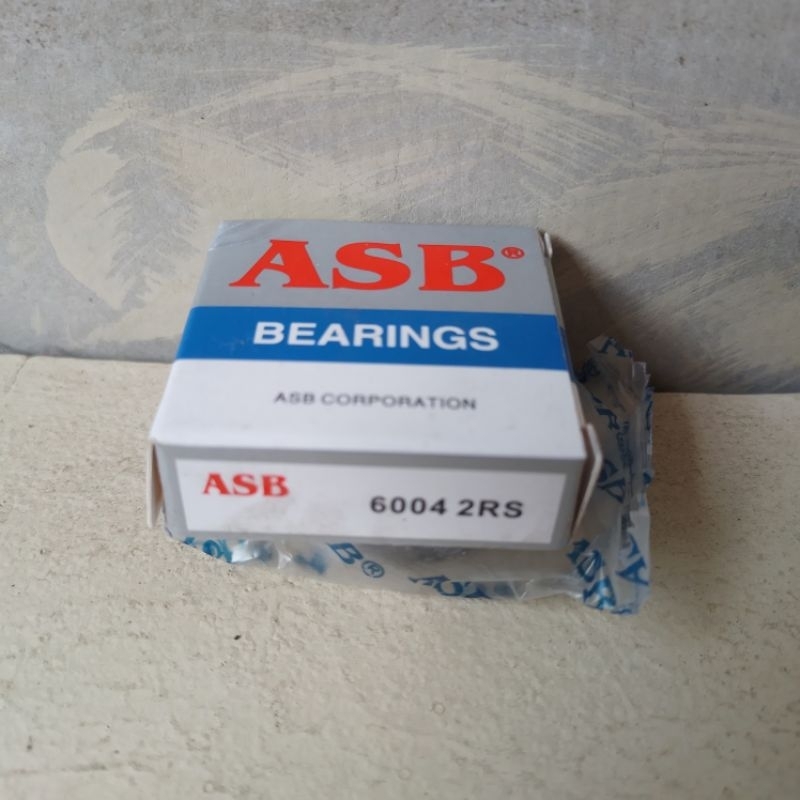 ASB®
BEARINGS
ASB CORPORATION
ASB 6004 2RS
B®